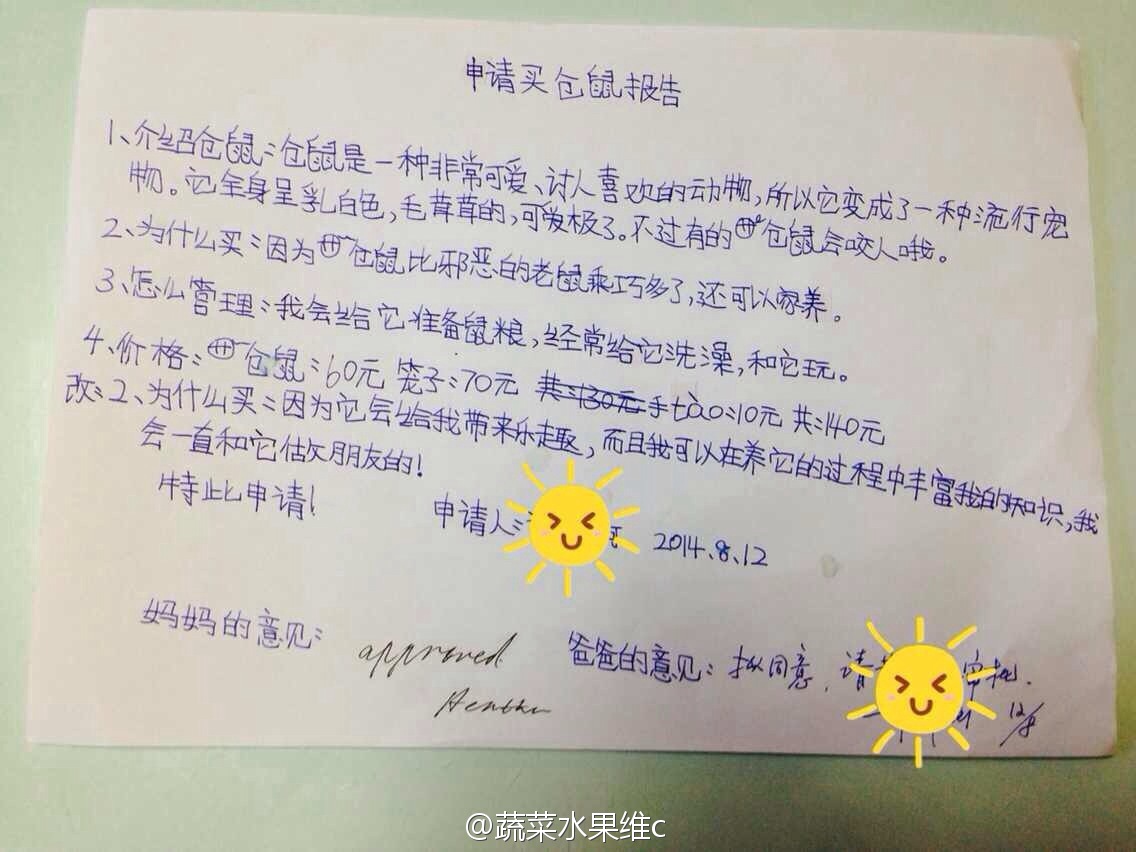 申请买仓鼠报告
1、介绍仓鼠：仓鼠是一种非常可爱、讨人喜欢的动物，所以它变成了一种流行宠
物。它全身呈乳白色，毛茸茸的，可爱极了。不过有的仓鼠会咬人哦。
2、为什么买：因为仓鼠比邪恶的老鼠乖巧多了，还可以家养。
3、怎么管理：我会给它准备鼠粮，经常给它洗澡，和它玩。
4、价格：仓鼠：60元 笼子：70元 共：130元 手tào：10元 共：140元
改：2、为什么买：因为它会给我带来乐趣，而且我可以在养它的过程中丰富我的知识，我
会一直和它做朋友的！
特此申请！
申请人： 2014.8.12
妈妈的意见： approved 爸爸的意见：拟同意，请 审批.
12/8
@蔬菜水果维c